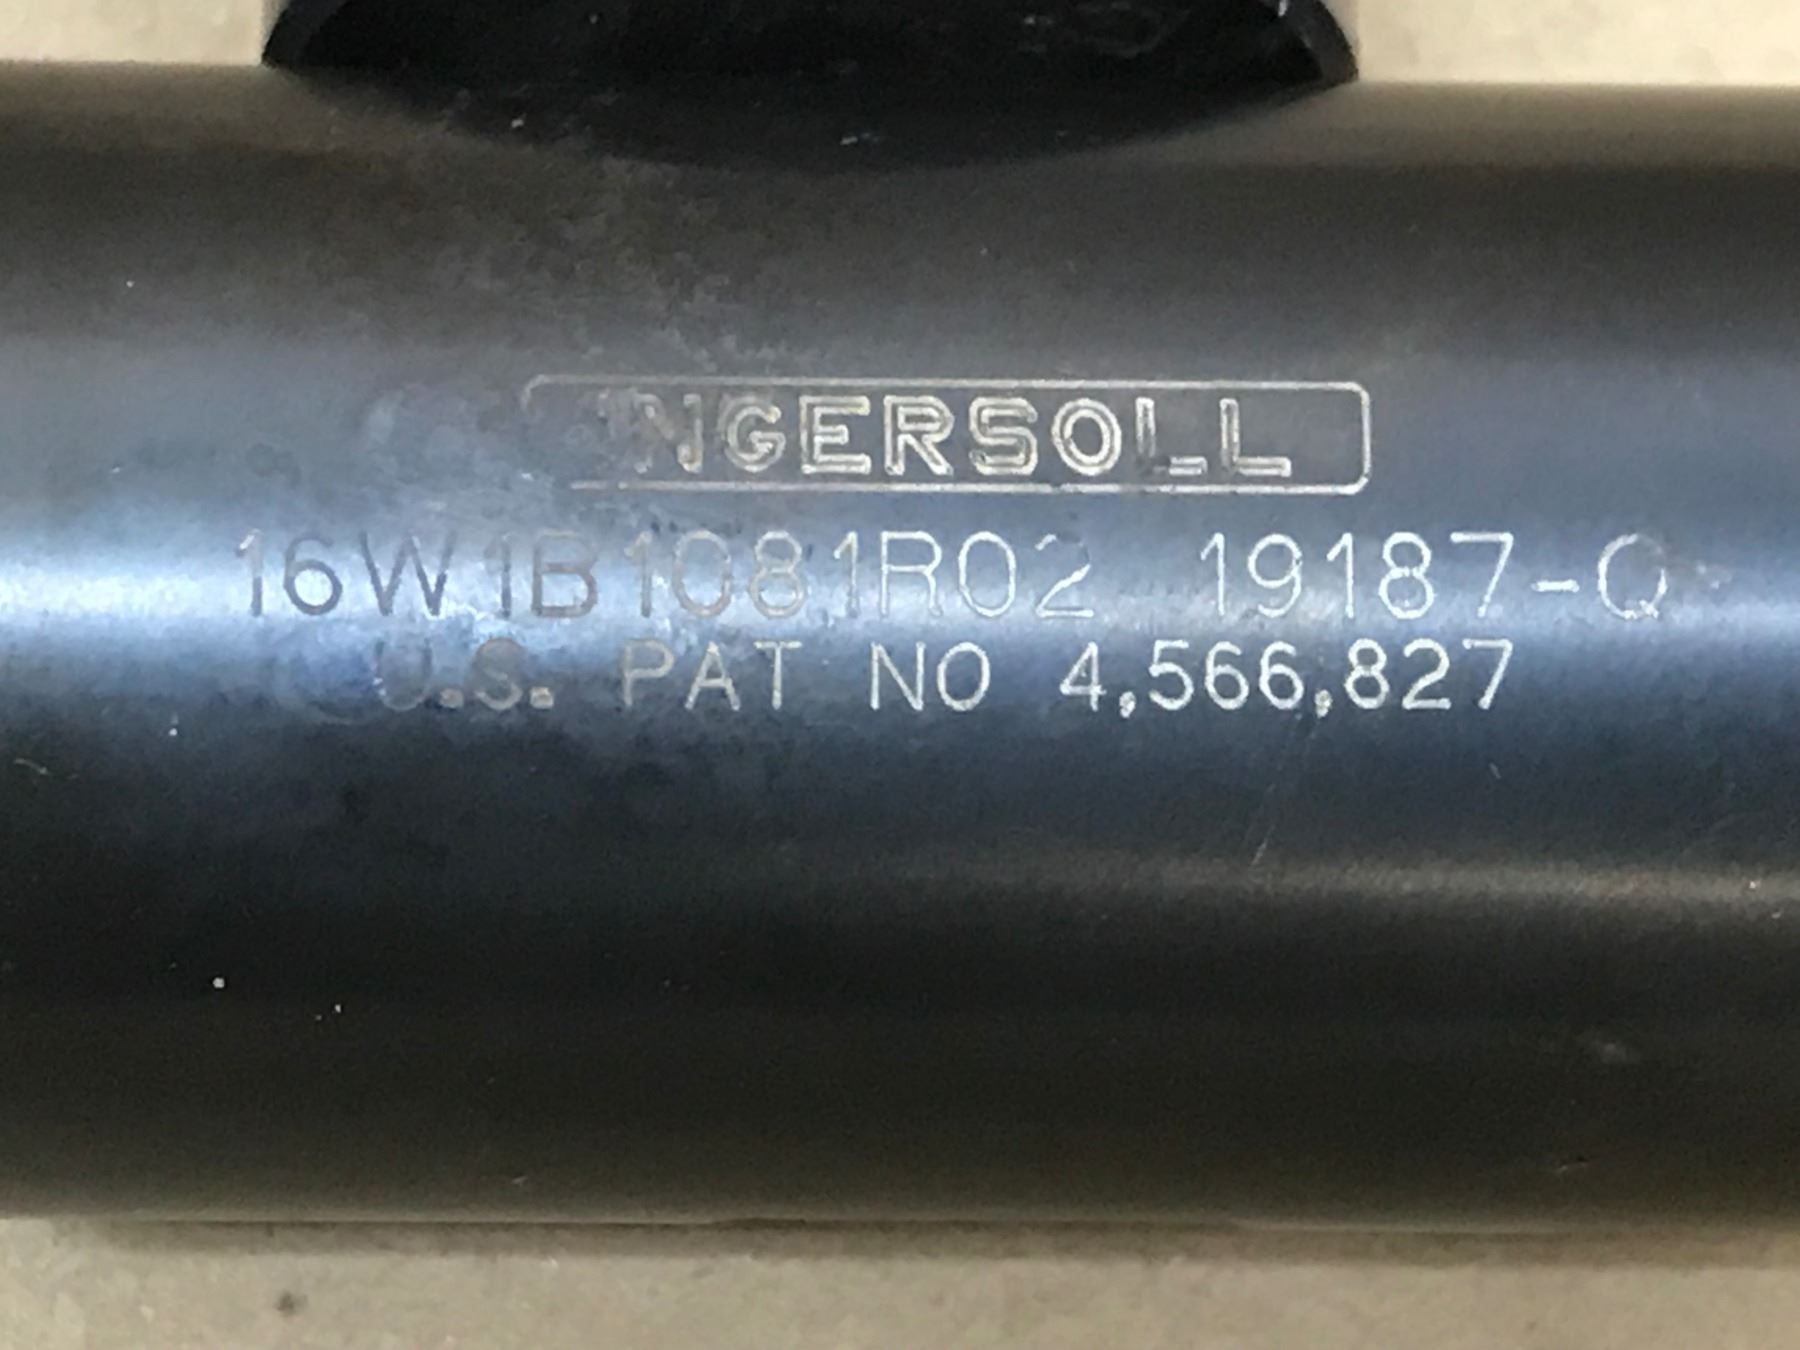 INGERSOLL
16W1B1081R02 19187-Q
U.S. PAT NO 4,566,827